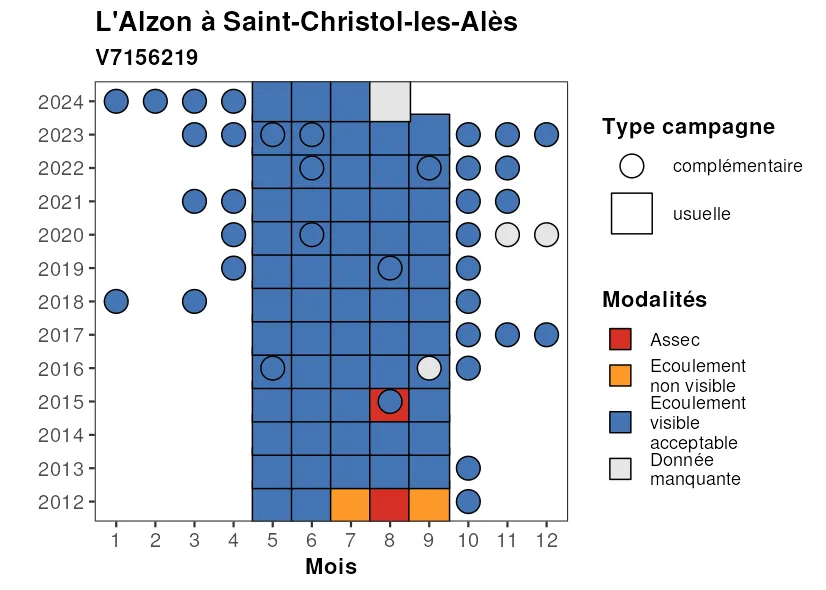 L'Alzon à Saint-Christol-les-Alès
V7156219
2024
2023
2022
2021
2020
2019
2018
2017
2016
2015
2014
2013
2012
1 2 3 4 5 6 7 8 9 10 11 12
Mois
Type campagne
complémentaire
usuelle
Modalités
Assec
Ecoulement
non visible
Ecoulement
visible
acceptable
Donnée
manquante